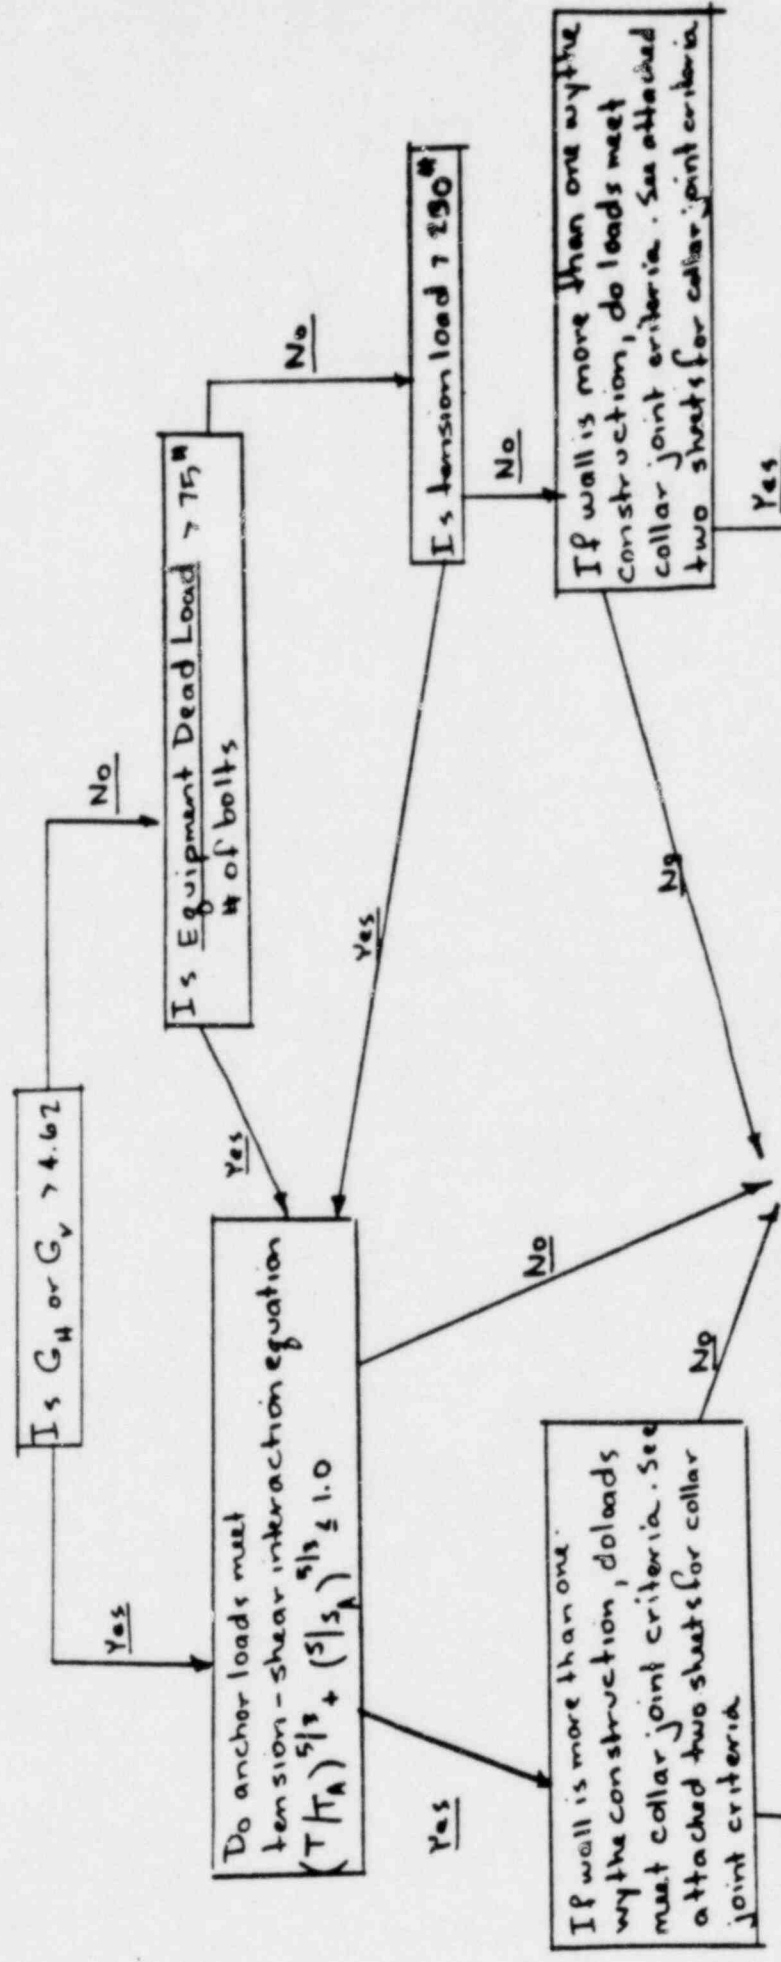 Is G_H or G_V > 4.62
Yes
No
Is Equipment Dead Load > 75#
# of bolts
Yes
No
Do anchor loads meet
tension-shear interaction equation
(T/T_A)^5/3 + (S/S_A)^5/3 ≤ 1.0
Yes
Is tension load > 290#
No
No
Yes
If wall is more than one
wythe construction, do loads
meet collar joint criteria. See
attached two sheets for collar
joint criteria
No
If wall is more than one wythe
construction, do loads meet
collar joint criteria. See attached
two sheets for collar joint criteria
No
Yes